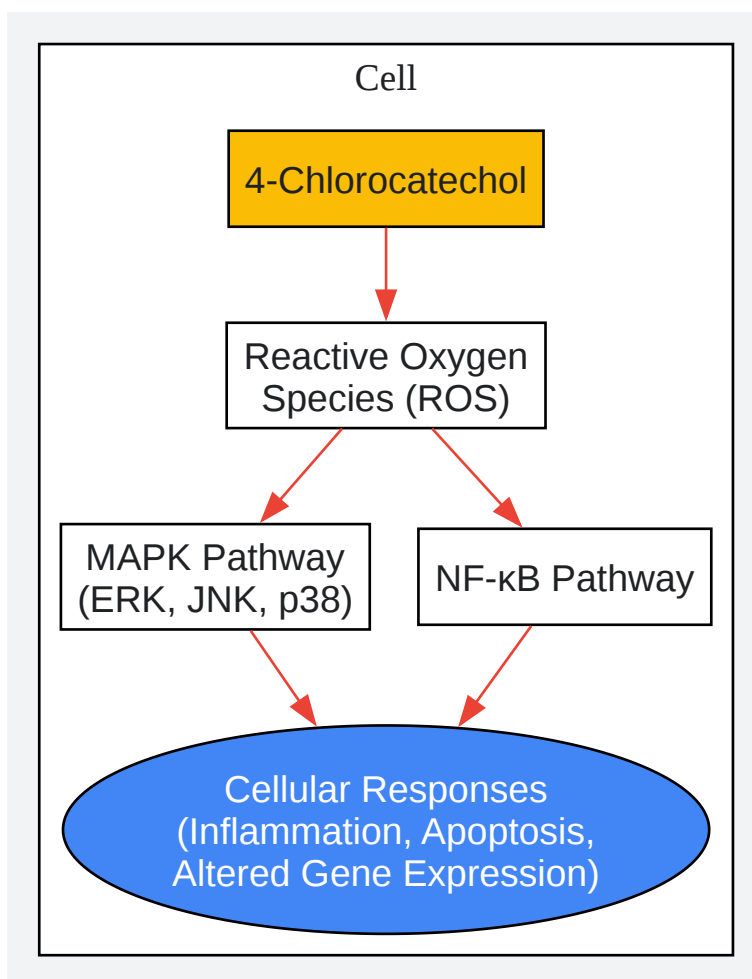 Cell
4-Chlorocatechol
Reactive Oxygen
Species (ROS)
MAPK Pathway
(ERK, JNK, p38)
NF-κB Pathway
Cellular Responses
(Inflammation, Apoptosis,
Altered Gene Expression)